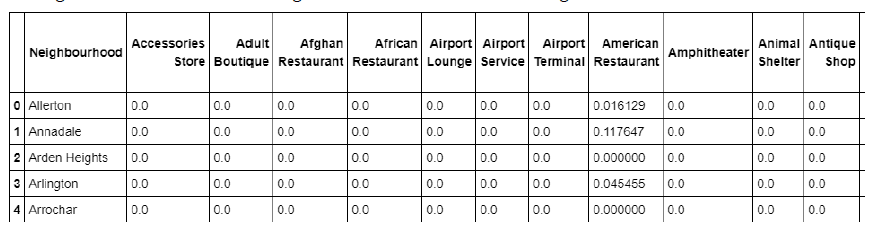 Neighbourhood Accessories Store Adult Boutique Afghan Restaurant African Restaurant Airport Lounge Airport Service Airport Terminal American Restaurant Amphitheater Animal Shelter Antique Shop
0 Allerton 0.0 0.0 0.0 0.0 0.0 0.0 0.0 0.016129 0.0 0.0 0.0
1 Annadale 0.0 0.0 0.0 0.0 0.0 0.0 0.0 0.117647 0.0 0.0 0.0
2 Arden Heights 0.0 0.0 0.0 0.0 0.0 0.0 0.0 0.000000 0.0 0.0 0.0
3 Arlington 0.0 0.0 0.0 0.0 0.0 0.0 0.0 0.045455 0.0 0.0 0.0
4 Arrochar 0.0 0.0 0.0 0.0 0.0 0.0 0.0 0.000000 0.0 0.0 0.0